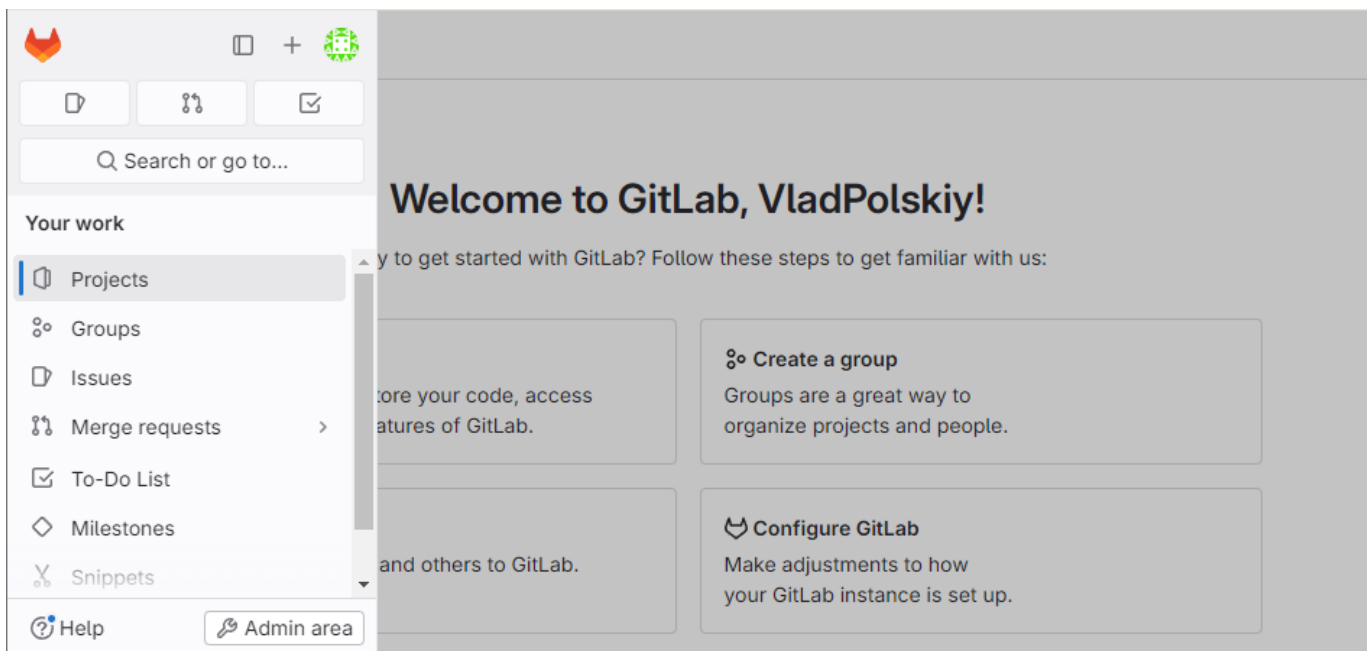 Search or go to...
Your work
Projects
Groups
Issues
Merge requests
To-Do List
Milestones
Snippets
Help
Admin area
Welcome to GitLab, VladPolskiy!
y to get started with GitLab? Follow these steps to get familiar with us:
tore your code, access
atures of GitLab.
Create a group
Groups are a great way to
organize projects and people.
and others to GitLab.
Configure GitLab
Make adjustments to how
your GitLab instance is set up.